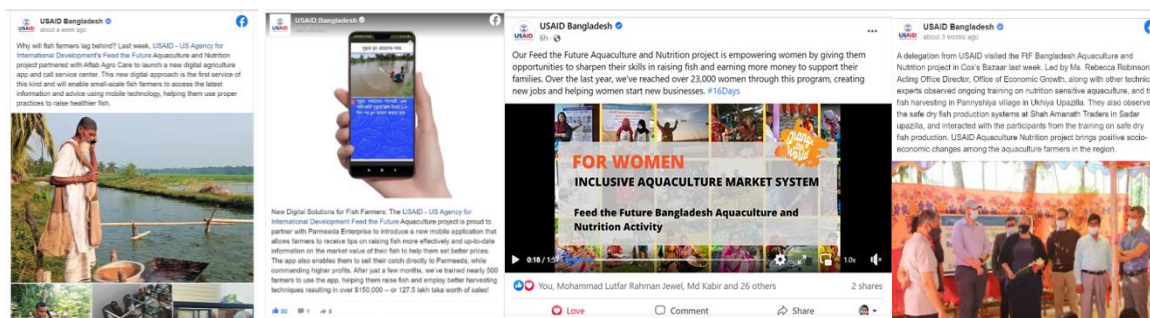 USAID Bangladesh
about a week ago
Why will fish farmers lag behind? Last week, USAID - US Agency for
International Development's Feed the Future Aquaculture and Nutrition
project partnered with Aftab Agro Care to launch a new digital agriculture
app and call service center. This new digital approach is the first service of
this kind and will enable small-scale fish farmers to access the latest
information and advice using mobile technology, helping them use proper
practices to raise healthier fish.
USAID Bangladesh
New Digital Solutions for Fish Farmers: The USAID - US Agency for
International Development Feed the Future Aquaculture project is proud to
partner with Parmeeda Enterprise to introduce a new mobile application that
allows farmers to receive tips on raising fish more effectively and up-to-date
information on the market value of their fish to help them set better prices.
The app also enables them to sell their catch directly to Parmeeda, while
commanding higher profits. After just a few months, we've trained nearly 500
farmers to use the app, helping them raise fish and employ better harvesting
techniques resulting in over $150,000 – or 127.5 lakh taka worth of sales!
50 1 8
USAID Bangladesh
6h
Our Feed the Future Aquaculture and Nutrition project is empowering women by giving them
opportunities to sharpen their skills in raising fish and earning more money to support their
families. Over the last year, we've reached over 23,000 women through this program, creating
new jobs and helping women start new businesses. #16Days
Change
the
World
FOR WOMEN
INCLUSIVE AQUACULTURE MARKET SYSTEM
Feed the Future Bangladesh Aquaculture and
Nutrition Activity
0:18 / 1:57
1.0x
You, Mohammad Lutfar Rahman Jewel, Md Kabir and 26 others
2 shares
Love
Comment
Share
USAID Bangladesh
about 3 weeks ago
A delegation from USAID visited the FtF Bangladesh Aquaculture and
Nutrition project in Cox's Bazaar last week. Led by Ms. Rebecca Robinson
Acting Office Director, Office of Economic Growth, along with other technic
experts observed ongoing training on nutrition sensitive aquaculture, and t
fish harvesting in Pannyshiya village in Ukhiya Upazilla. They also observe
the safe dry fish production systems at Shah Amanath Traders in Sadar
upazilla, and interacted with the participants from the training on safe dry
fish production. USAID Aquaculture Nutrition project brings positive socio-
economic changes among the aquaculture farmers in the region.